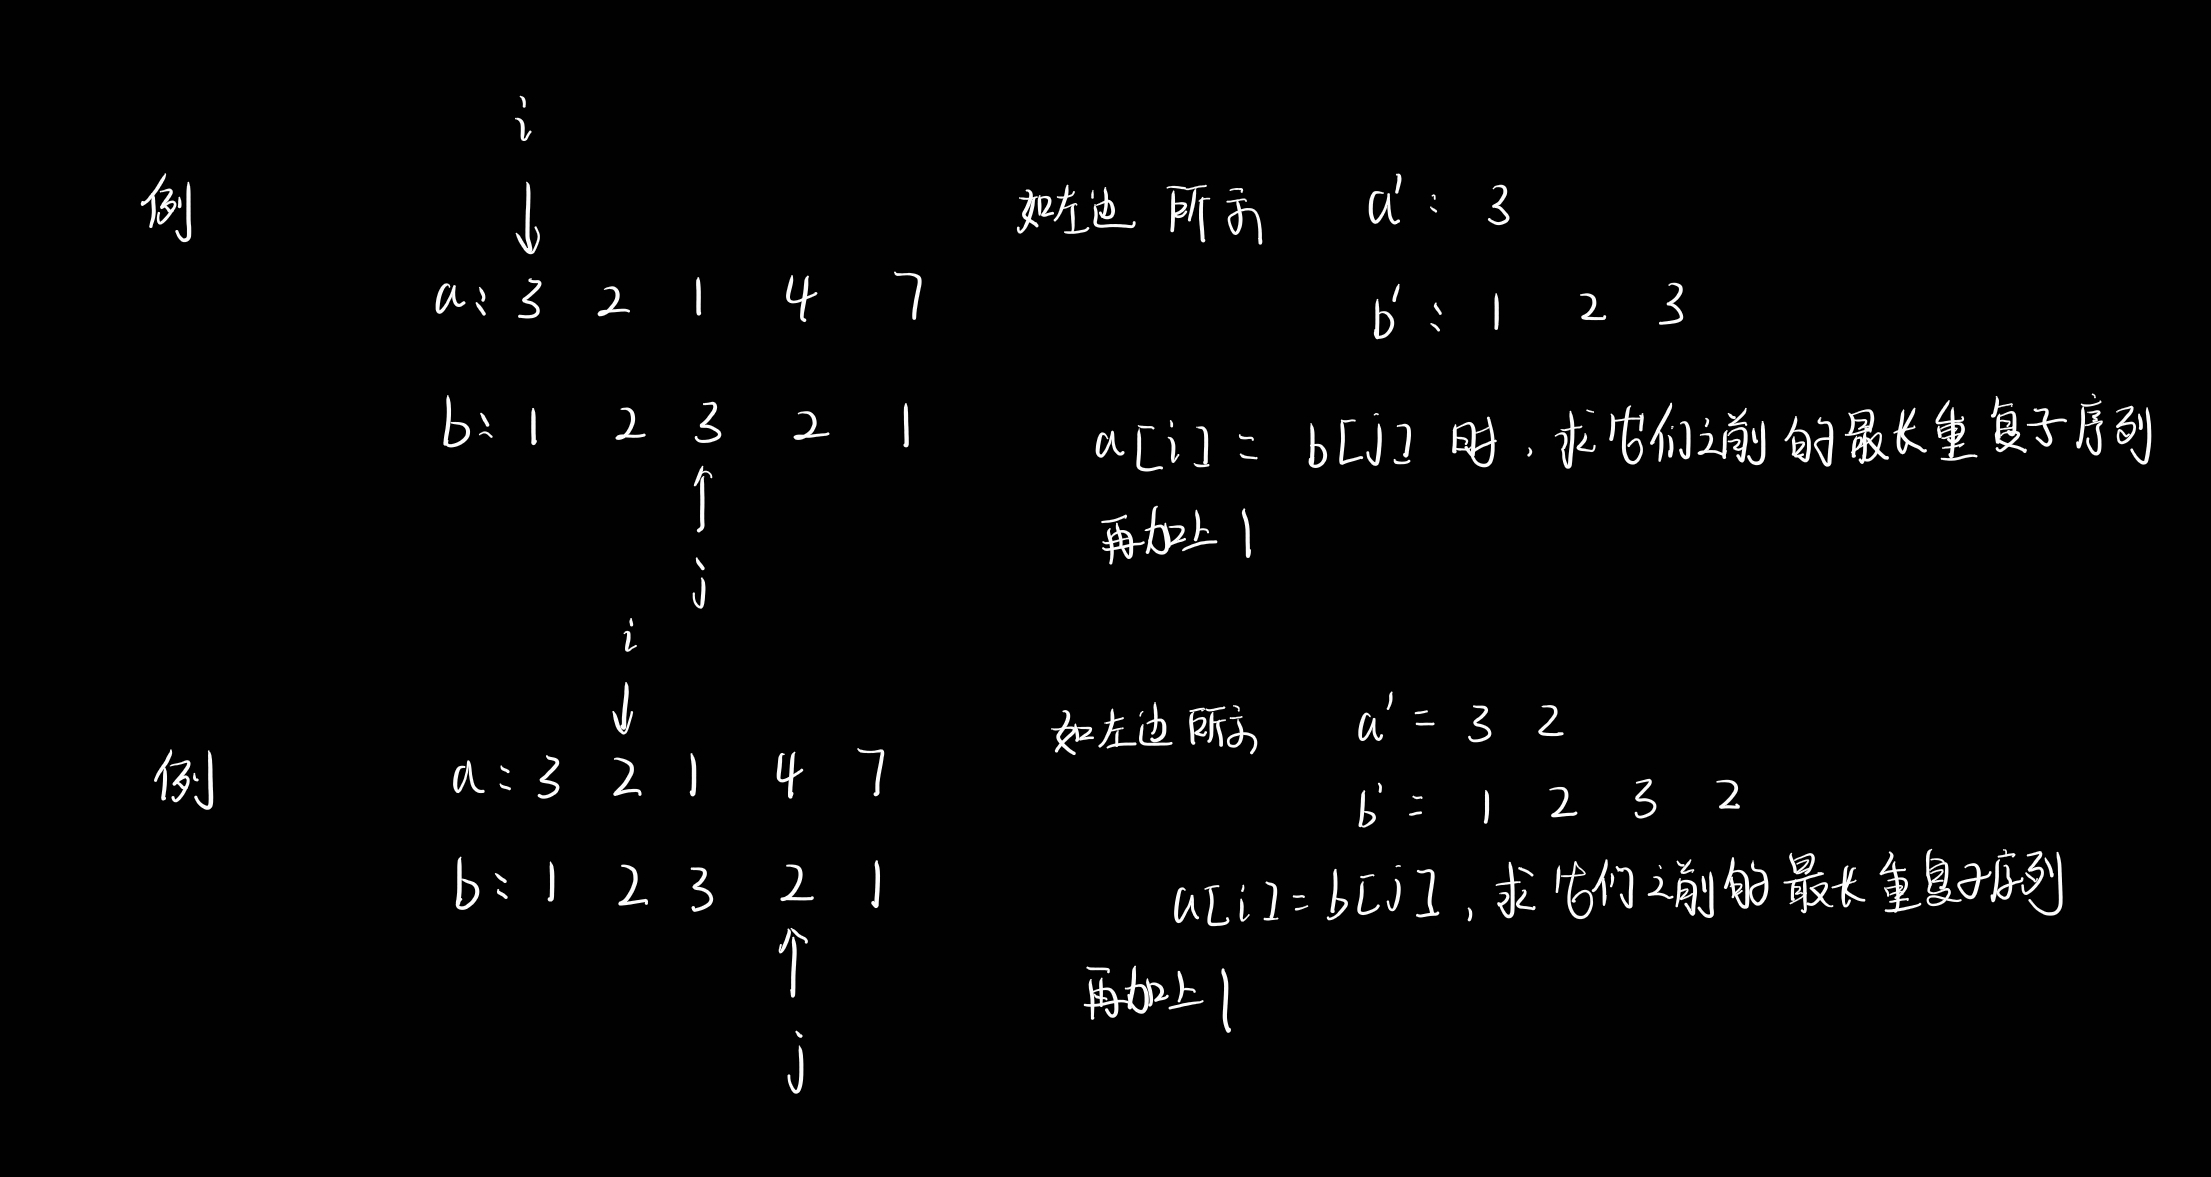 i
例 如左边 所示 a' : 3
↓
a: 3 2 1 4 7 b' : 1 2 3
b: 1 2 3 2 1 a[i] = b[j] 时, 求它们之前的最长重复子序列
↑ 再加上 1
j
i
↓ 如左边所示 a' = 3 2
例 a: 3 2 1 4 7 b' = 1 2 3 2
b: 1 2 3 2 1 a[i]=b[j], 求它们之前的最长重复子序列
↑ 再加上 1
j